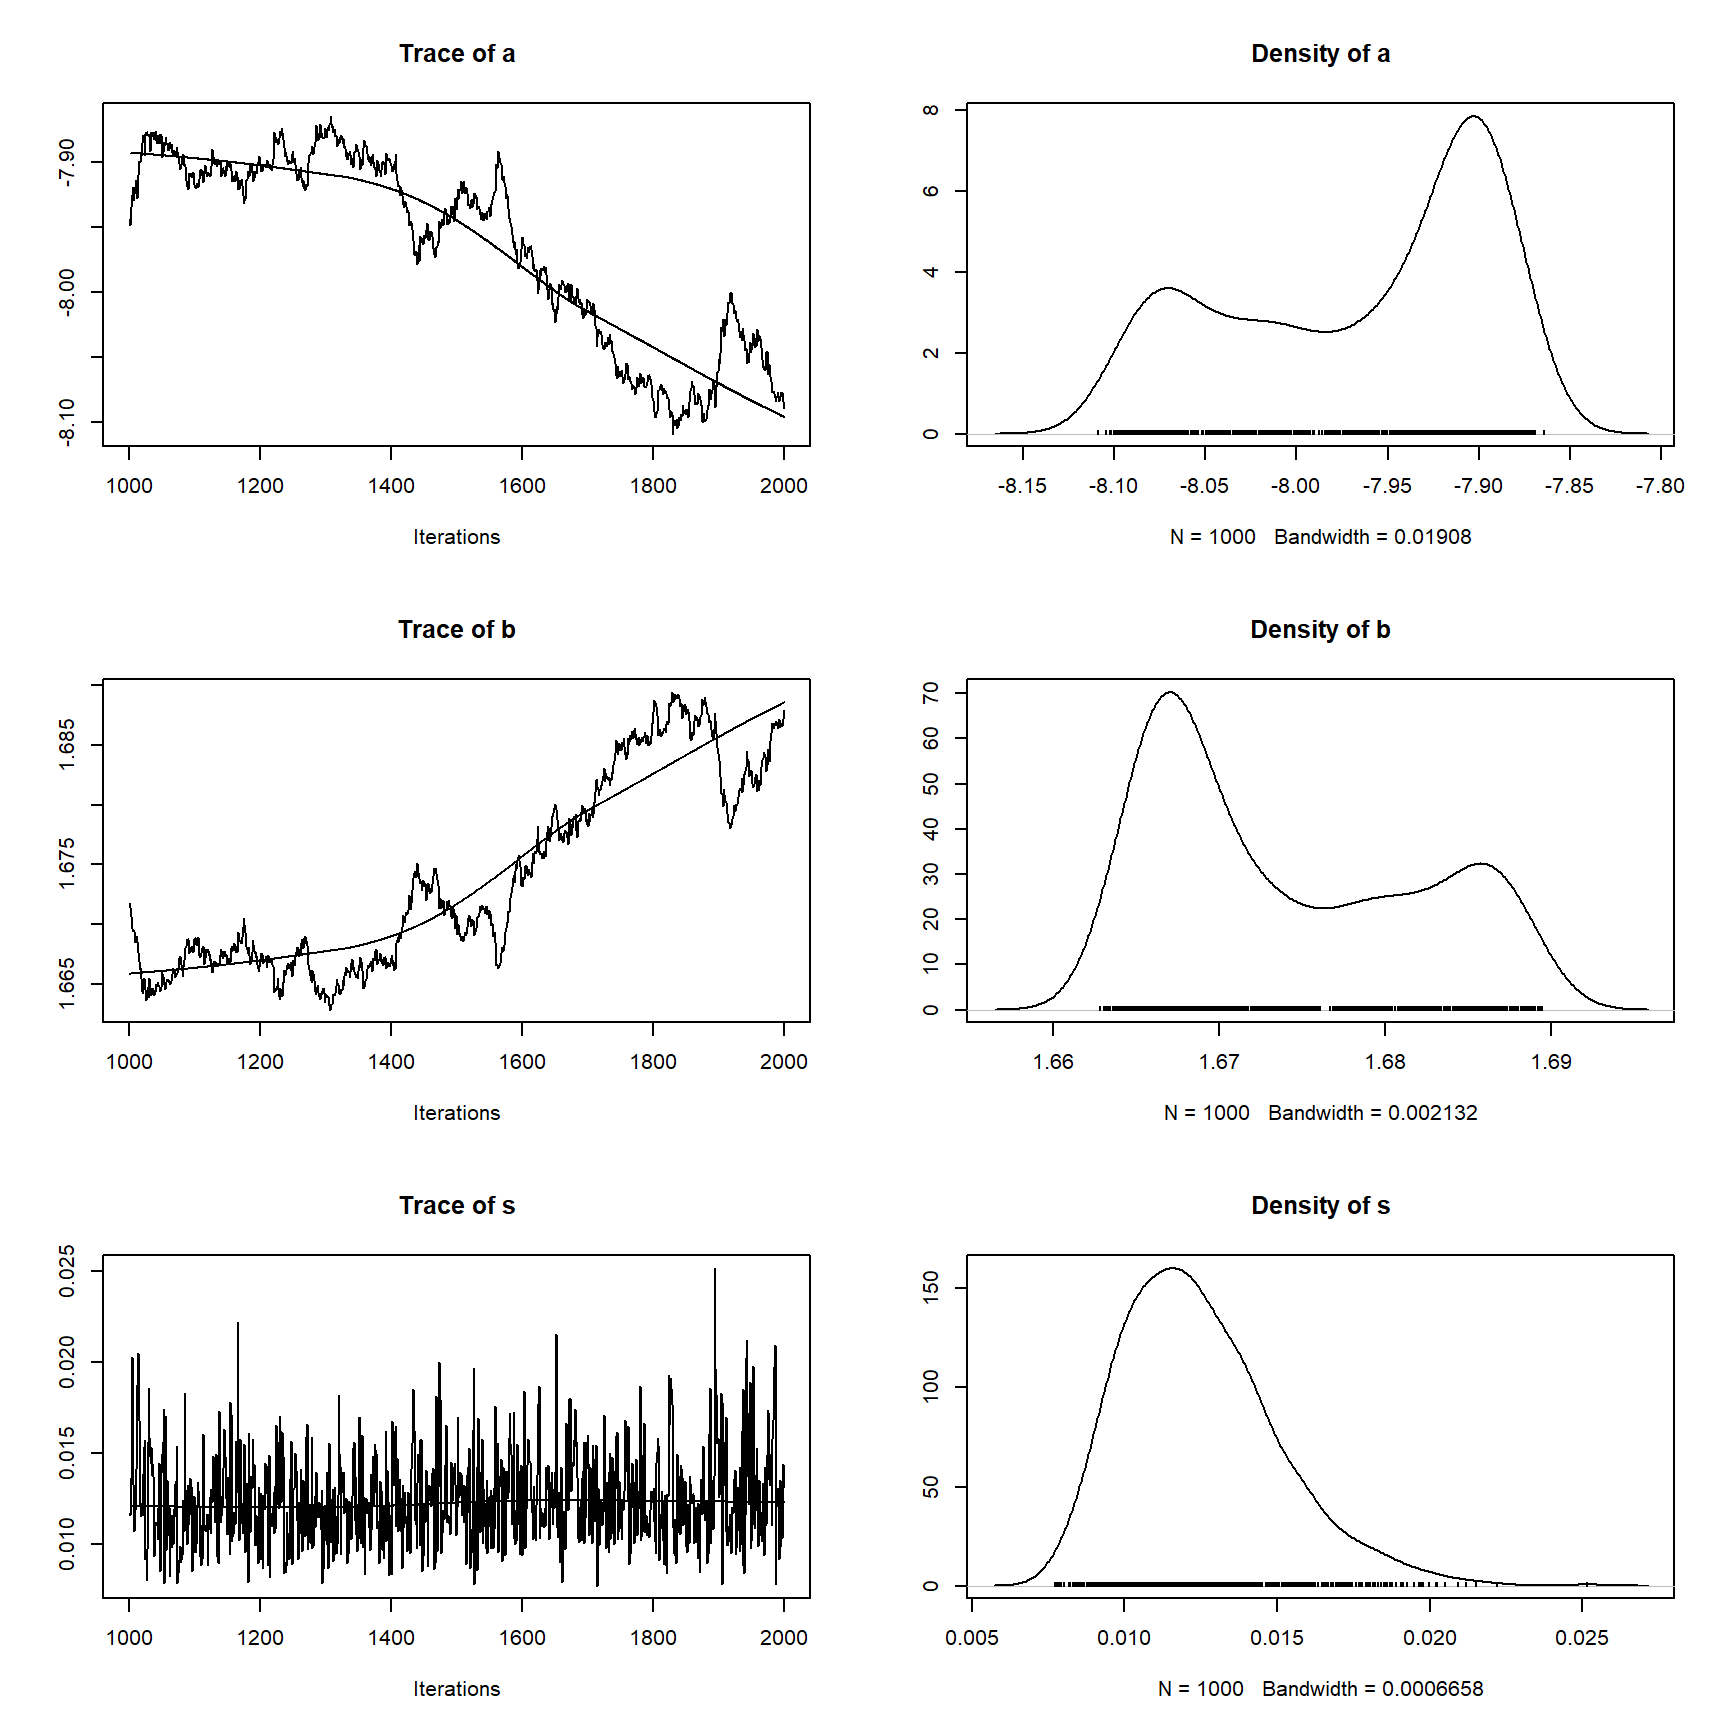 Trace of a
-7.90
-8.00
-8.10
1000 1200 1400 1600 1800 2000
Iterations
Density of a
8
6
4
2
0
-8.15 -8.10 -8.05 -8.00 -7.95 -7.90 -7.85 -7.80
N = 1000 Bandwidth = 0.01908
Trace of b
1.685
1.675
1.665
1000 1200 1400 1600 1800 2000
Iterations
Density of b
70
60
50
40
30
20
10
0
1.66 1.67 1.68 1.69
N = 1000 Bandwidth = 0.002132
Trace of s
0.025
0.020
0.015
0.010
1000 1200 1400 1600 1800 2000
Iterations
Density of s
150
100
50
0
0.005 0.010 0.015 0.020 0.025
N = 1000 Bandwidth = 0.0006658